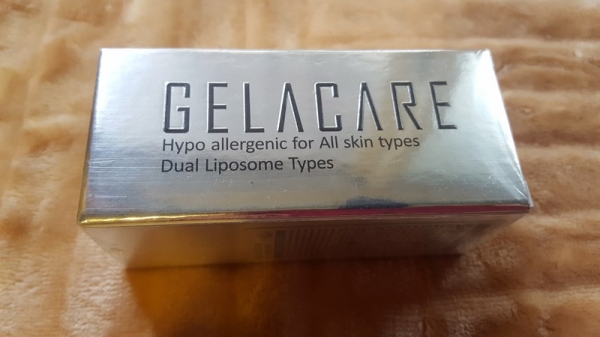 GELACARE
Hypo allergenic for All skin types
Dual Liposome Types